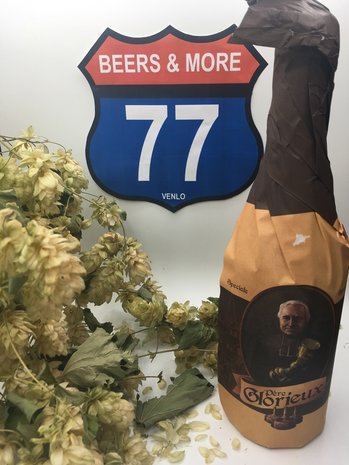 BEERS & MORE
77
VENLO
Speciale
Père
Glorieux